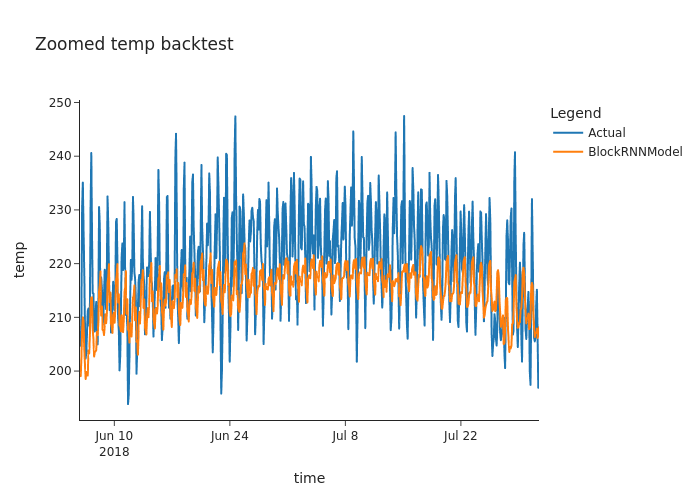 Zoomed temp backtest
250
240
230
220
210
200
temp
Jun 10
2018
Jun 24
Jul 8
Jul 22
time
Legend
Actual
BlockRNNModel